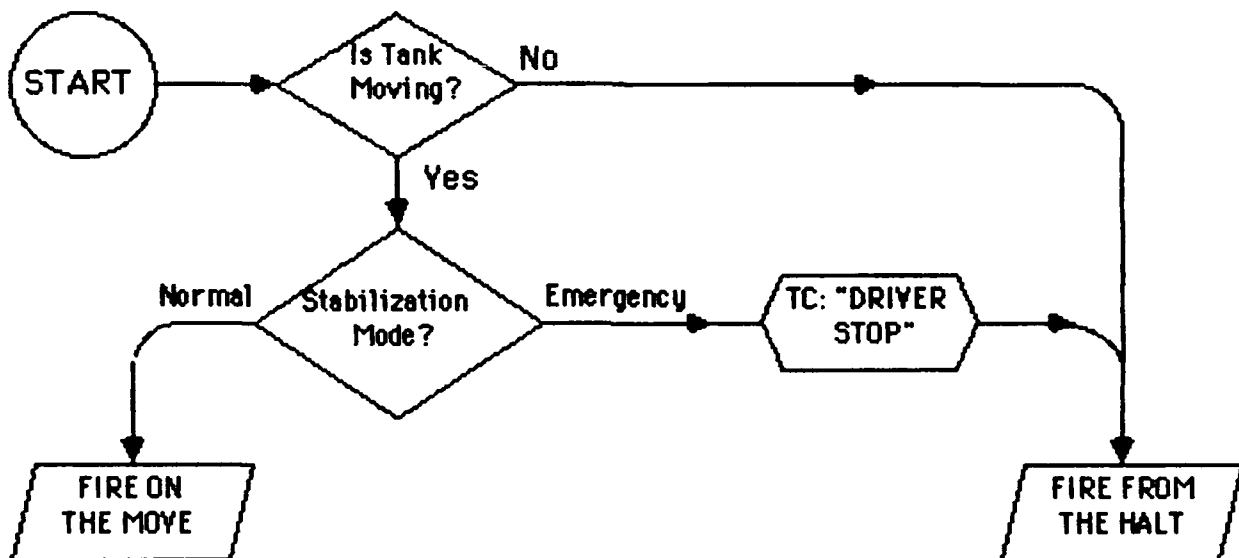 START
Is Tank
Moving?
No
Yes
Normal
Stabilization
Mode?
Emergency
TC: "DRIVER
STOP"
FIRE ON
THE MOVE
FIRE FROM
THE HALT